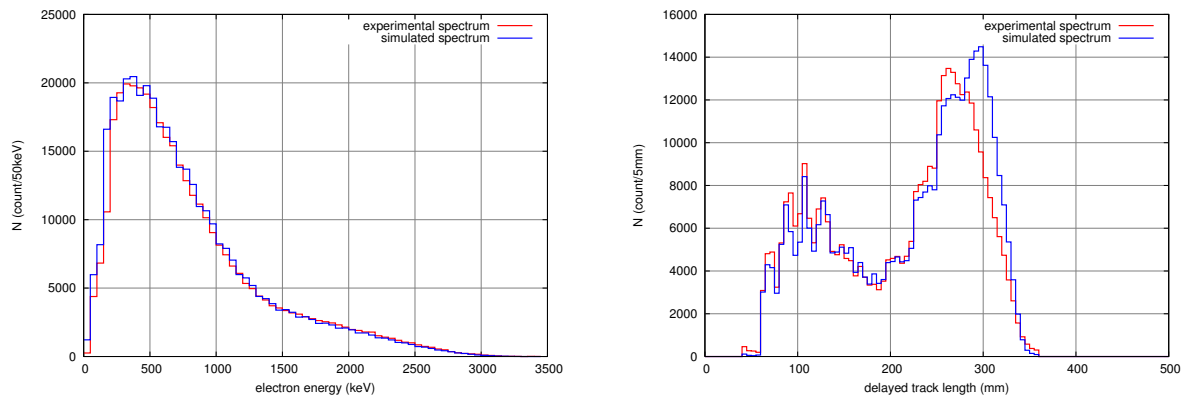 25000
20000
15000
10000
5000
0
N (count/50keV)
experimental spectrum
simulated spectrum
0 500 1000 1500 2000 2500 3000 3500
electron energy (keV)
16000
14000
12000
10000
8000
6000
4000
2000
0
N (count/5mm)
experimental spectrum
simulated spectrum
0 100 200 300 400 500
delayed track length (mm)